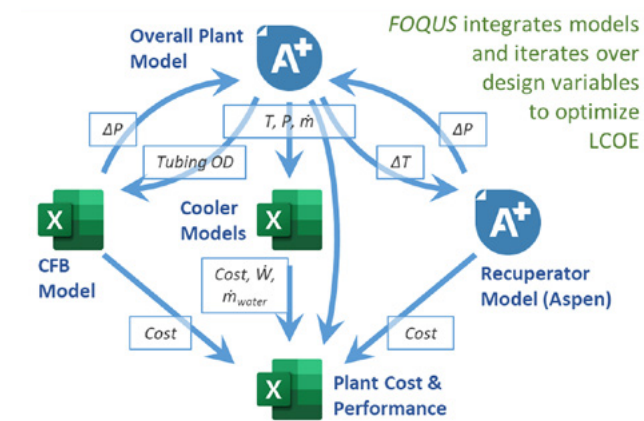 Overall Plant
Model
A+
FOQUS integrates models
and iterates over
design variables
to optimize
LCOE
ΔP
T, P, ṁ
ΔP
Tubing OD
ΔT
X
CFB
Model
Cooler
Models
X
A+
Recuperator
Model (Aspen)
Cost, Ẇ,
ṁwater
Cost
Cost
X
Plant Cost &
Performance